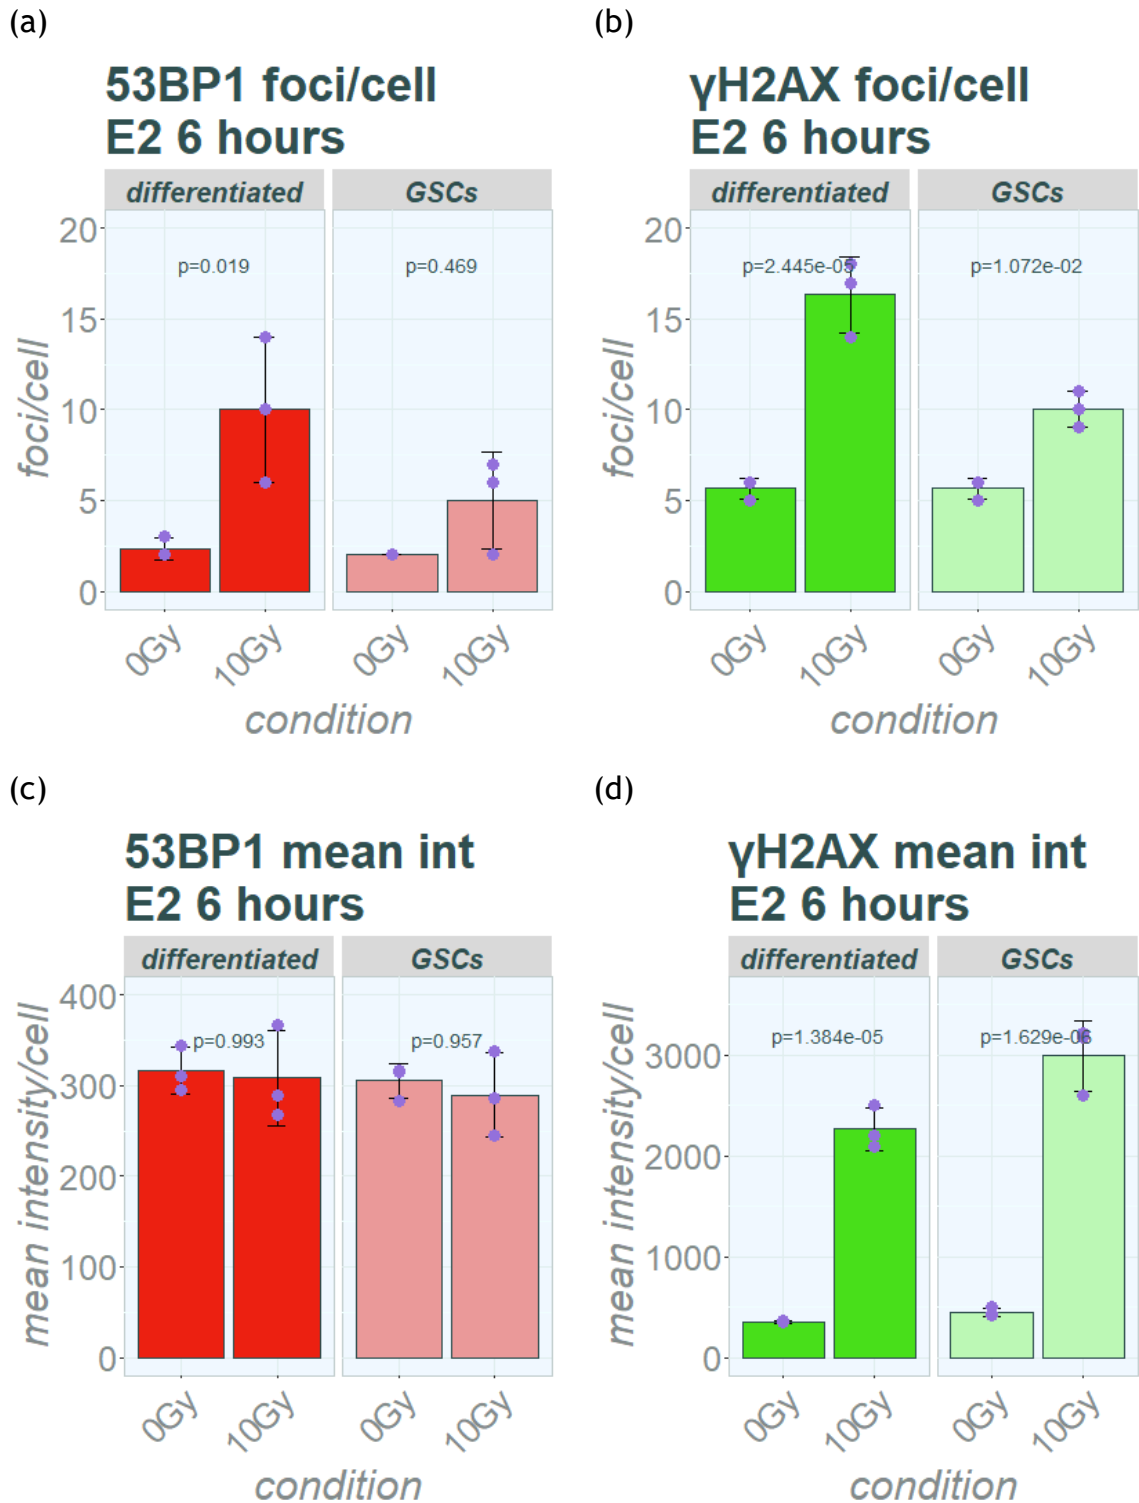 (a)
53BP1 foci/cell
E2 6 hours
differentiated
GSCs
20
15
10
5
0
foci/cell
p=0.019
p=0.469
0Gy
10Gy
0Gy
10Gy
condition
(b)
γH2AX foci/cell
E2 6 hours
differentiated
GSCs
20
15
10
5
0
foci/cell
p=2.445e-05
p=1.072e-02
0Gy
10Gy
0Gy
10Gy
condition
(c)
53BP1 mean int
E2 6 hours
differentiated
GSCs
400
300
200
100
0
mean intensity/cell
p=0.993
p=0.957
0Gy
10Gy
0Gy
10Gy
condition
(d)
γH2AX mean int
E2 6 hours
differentiated
GSCs
3000
2000
1000
0
mean intensity/cell
p=1.384e-05
0Gy
10Gy
0Gy
10Gy
condition